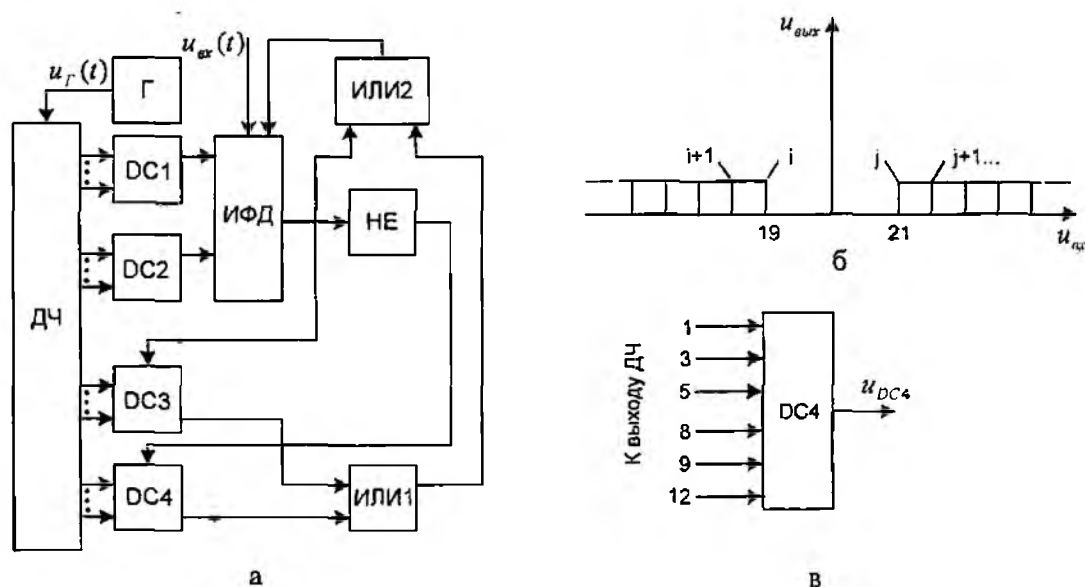 u_Г(t)
Г
u_вх(t)
ИЛИ2
ДЧ
DC1
DC2
ИФД
НЕ
DC3
DC4
ИЛИ1
а
u_вых
i+1
i
j
j+1...
19
21
б
К выходу ДЧ
1
3
5
8
9
12
DC4
u_DC4
в